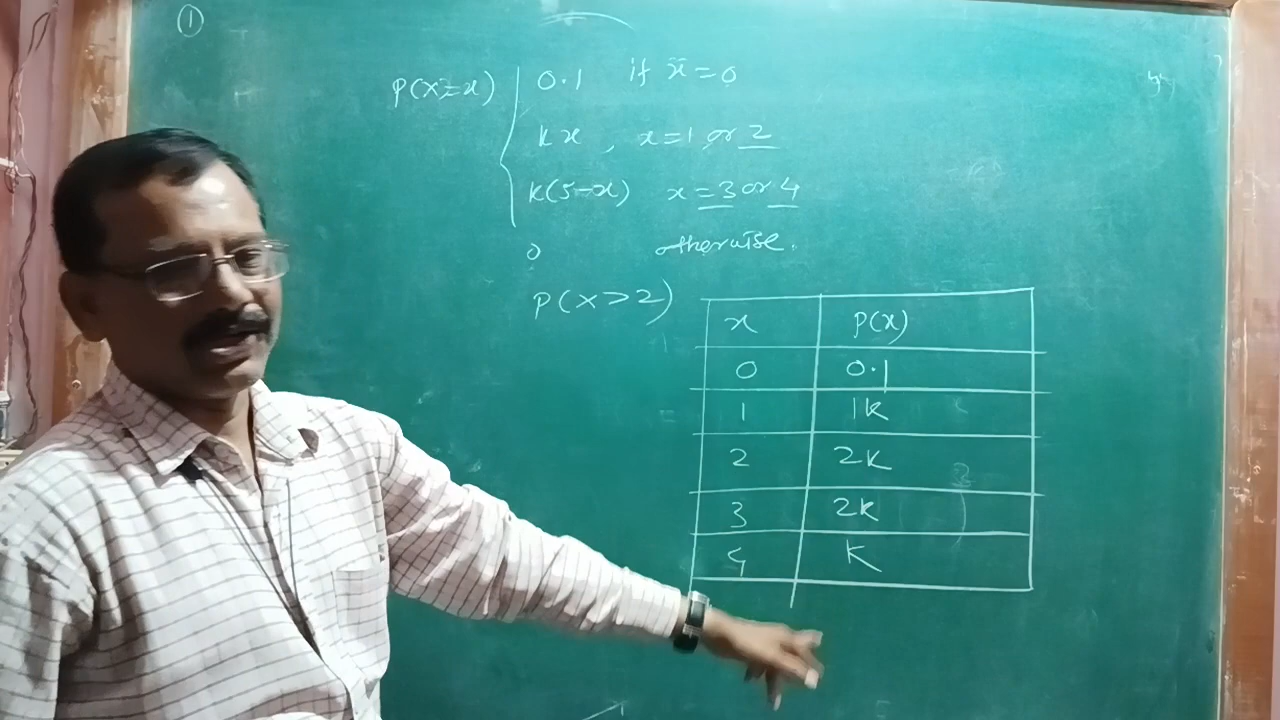 ①
P(X=x) { 0.1 if x=0
kx , x=1 or 2
k(5-x) x=3 or 4
0 otherwise.
P(X>2)
x P(x)
0 0.1
1 1k
2 2k
3 2k
4 k